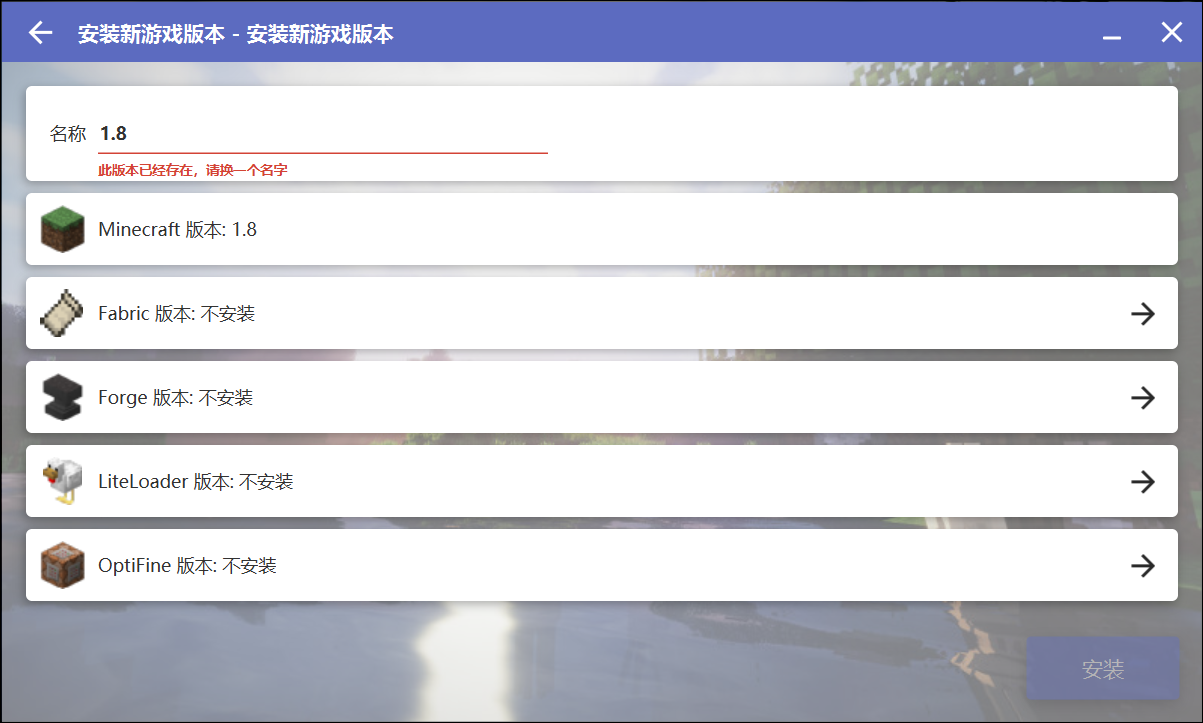 安装新游戏版本 - 安装新游戏版本
名称 1.8
此版本已经存在，请换一个名字
Minecraft 版本: 1.8
Fabric 版本: 不安装
Forge 版本: 不安装
LiteLoader 版本: 不安装
OptiFine 版本: 不安装
安装